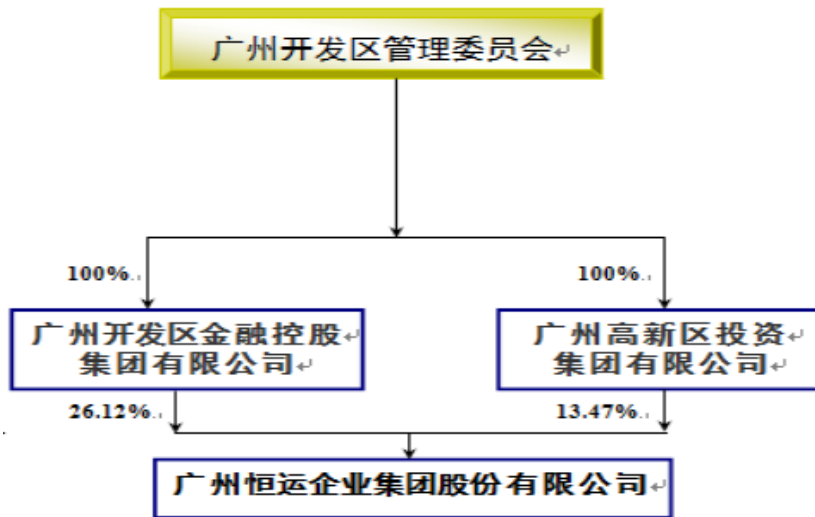 广州开发区管理委员会↵
100%
100%
广州开发区金融控股↵
集团有限公司↵
广州高新区投资↵
集团有限公司↵
26.12%
13.47%
广州恒运企业集团股份有限公司↵